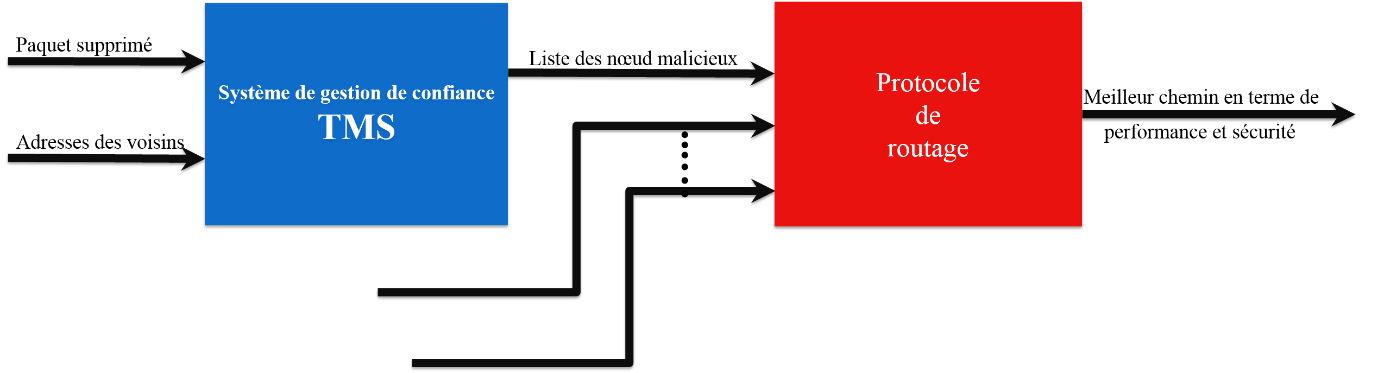 Paquet supprimé
Adresses des voisins
Système de gestion de confiance
TMS
Liste des nœud malicieux
Protocole
de
routage
Meilleur chemin en terme de
performance et sécurité